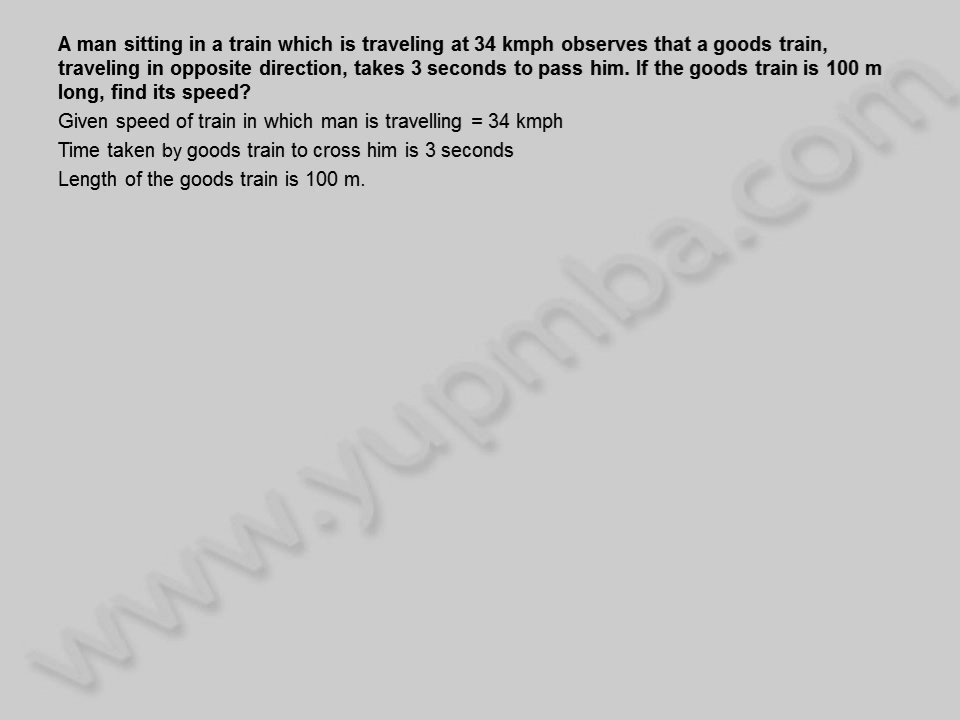 A man sitting in a train which is traveling at 34 kmph observes that a goods train,
traveling in opposite direction, takes 3 seconds to pass him. If the goods train is 100 m
long, find its speed?
Given speed of train in which man is travelling = 34 kmph
Time taken by goods train to cross him is 3 seconds
Length of the goods train is 100 m.
www.yupmba.com